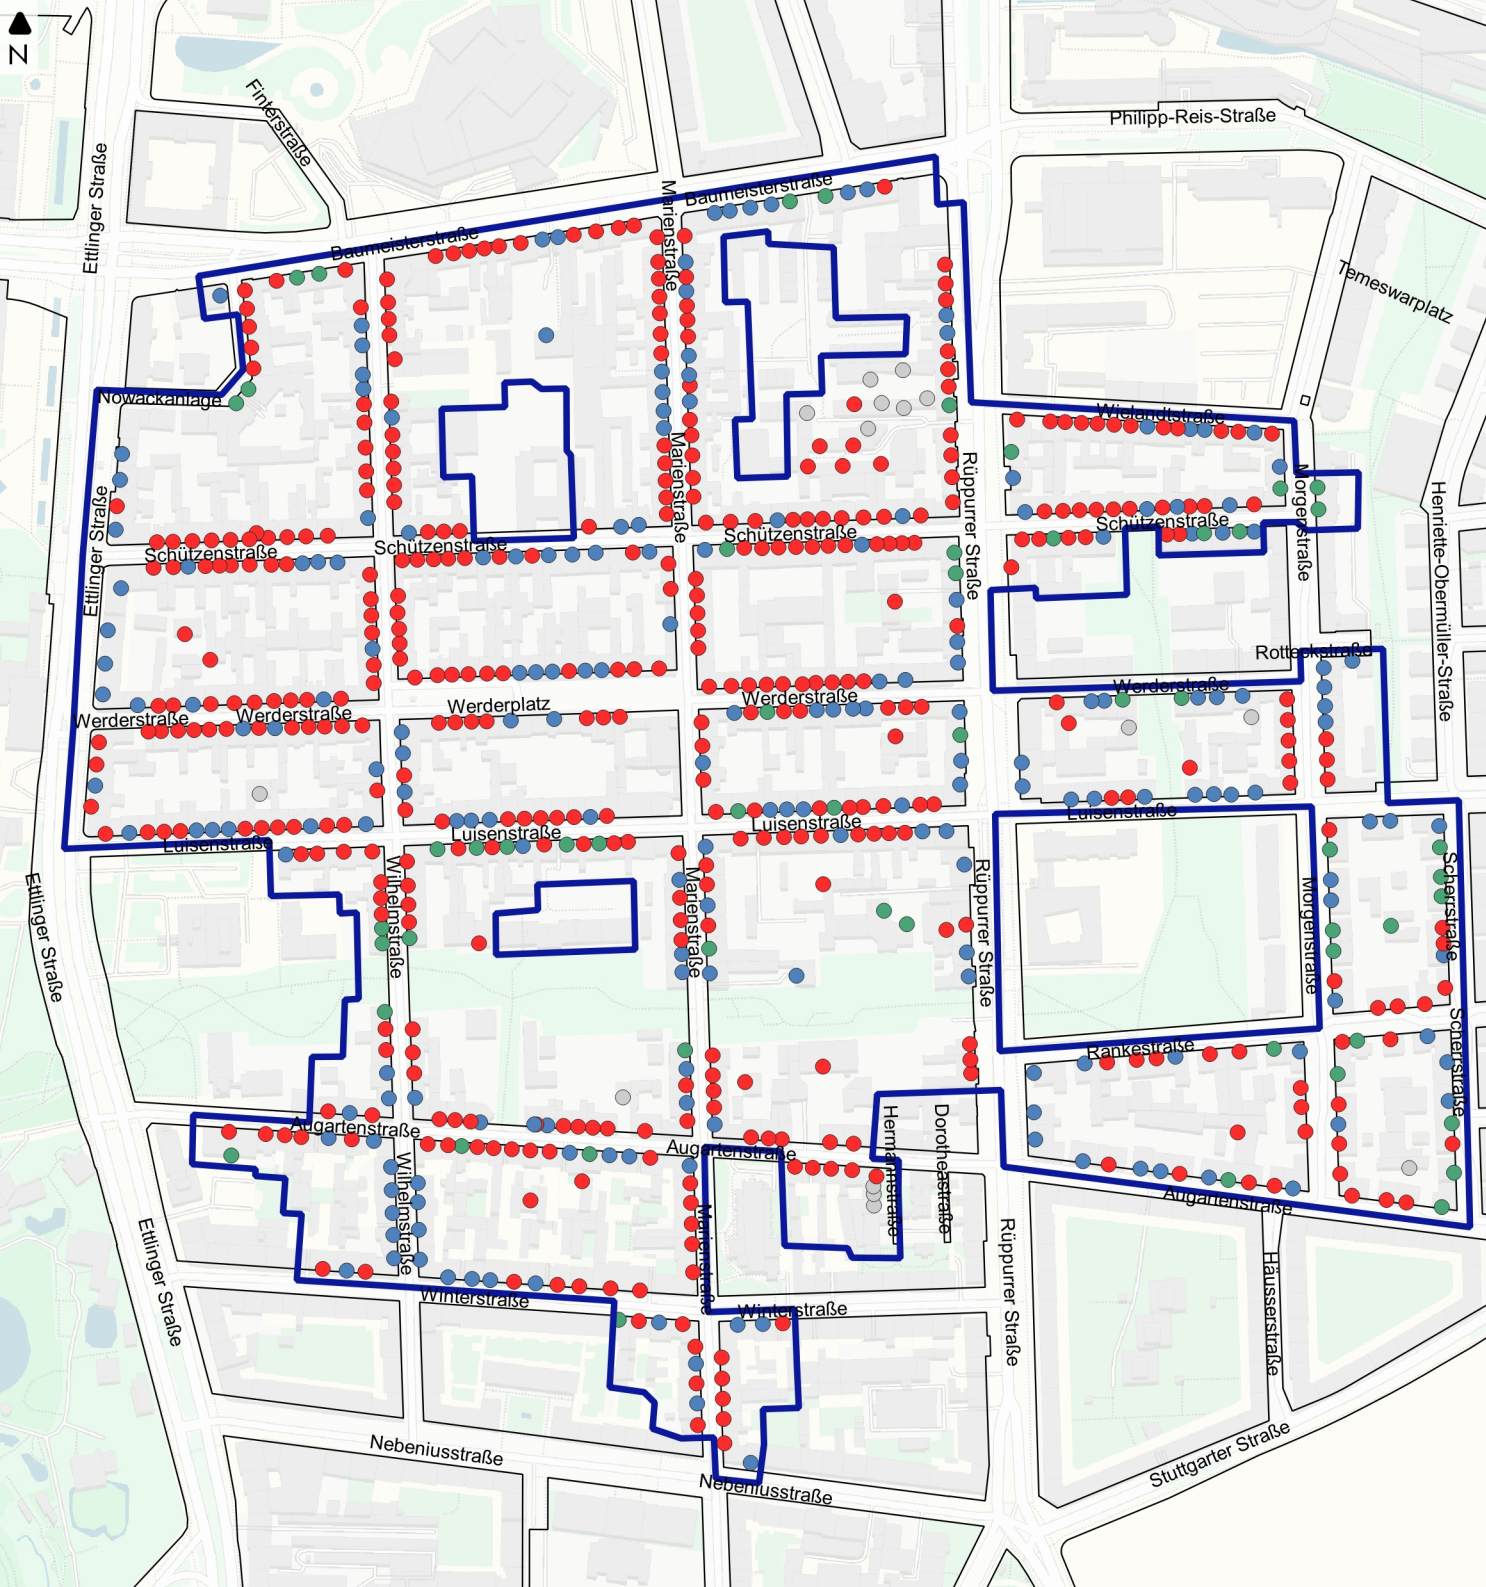 N
Philipp-Reis-Straße
Finterstraße
Ettlinger Straße
Baumeisterstraße
Marienstraße
Baumeisterstraße
Temeswarplatz
Nowackanlage
Wielandtstraße
Marienstraße
Rüppurrer Straße
Morgenstraße
Henriette-Obermüller-Straße
Ettlinger Straße
Schützenstraße
Schützenstraße
Schützenstraße
Schützenstraße
Rotteckstraße
Werderstraße
Werderstraße
Werderstraße
Werderplatz
Werderstraße
Luisenstraße
Luisenstraße
Luisenstraße
Luisenstraße
Ettlinger Straße
Wilhelmstraße
Marienstraße
Rüppurrer Straße
Morgenstraße
Scherrstraße
Rankestraße
Scherrstraße
Augartenstraße
Augartenstraße
Hermannstraße
Dorotheastraße
Augartenstraße
Ettlinger Straße
Wilhelmstraße
Marienstraße
Rüppurrer Straße
Häusserstraße
Winterstraße
Winterstraße
Nebeniusstraße
Nebeniusstraße
Stuttgarter Straße